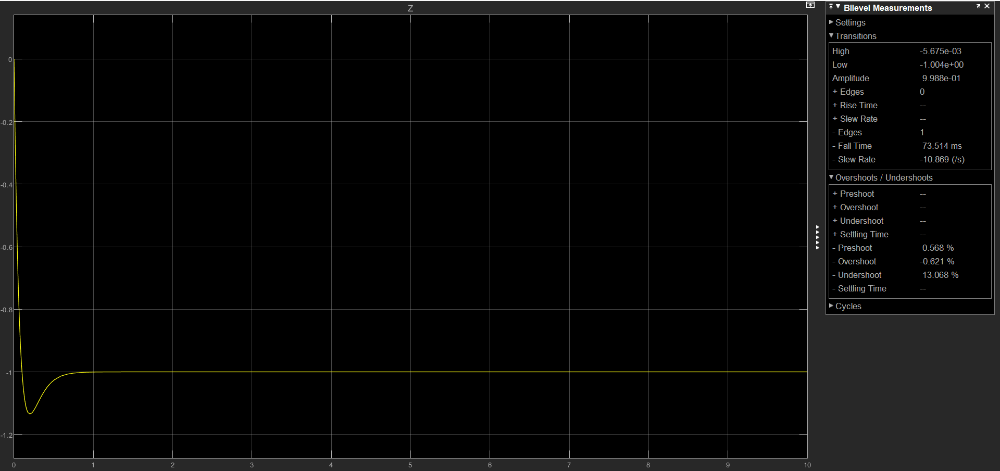 Z
0
-0.2
-0.4
-0.6
-0.8
-1
-1.2
0 1 2 3 4 5 6 7 8 9 10
Bilevel Measurements
Settings
Transitions
High -5.675e-03
Low -1.004e+00
Amplitude 9.988e-01
+ Edges 0
+ Rise Time --
+ Slew Rate --
- Edges 1
- Fall Time 73.514 ms
- Slew Rate -10.869 (/s)
Overshoots / Undershoots
+ Preshoot --
+ Overshoot --
+ Undershoot --
+ Settling Time --
- Preshoot 0.568 %
- Overshoot -0.621 %
- Undershoot 13.068 %
- Settling Time --
Cycles